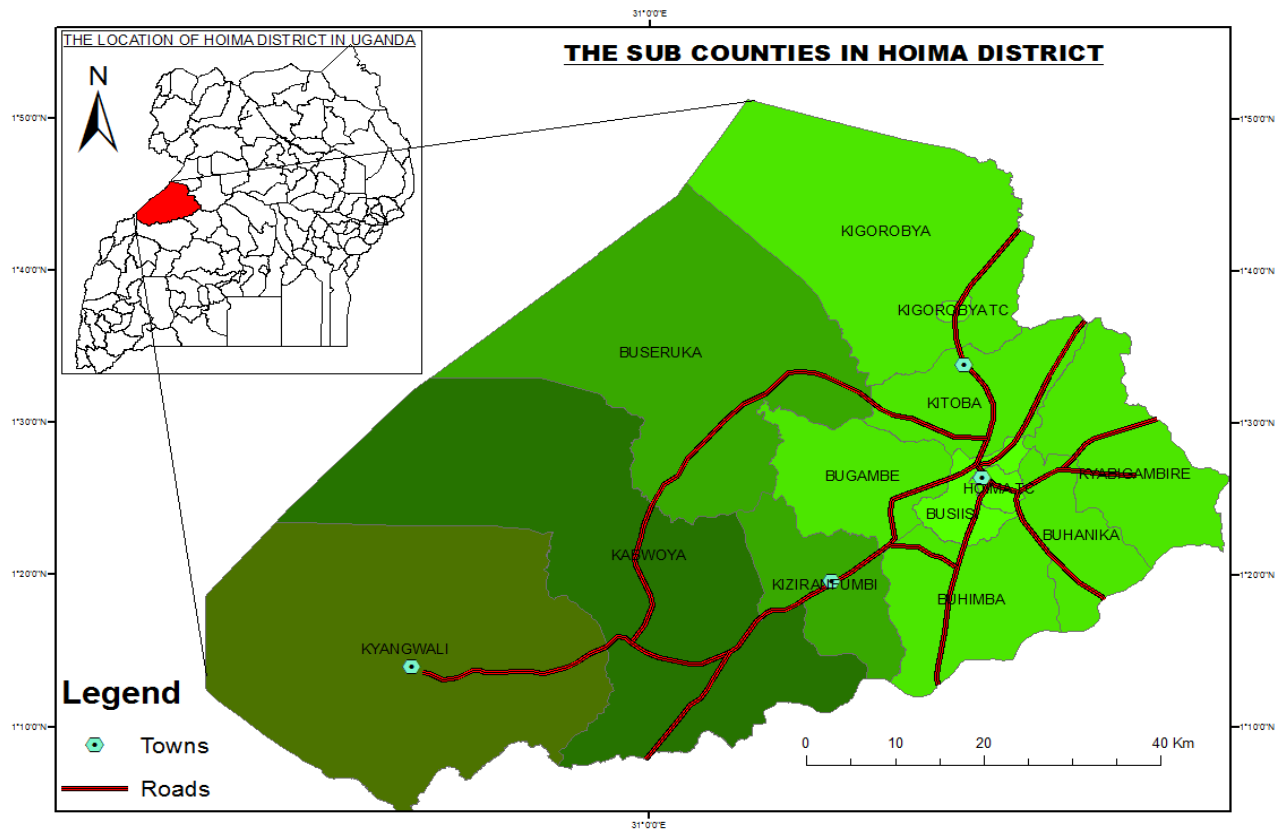 31°0'0"E
THE LOCATION OF HOIMA DISTRICT IN UGANDA
THE SUB COUNTIES IN HOIMA DISTRICT
N
1°50'0"N
1°50'0"N
KIGOROBYA
1°40'0"N
1°40'0"N
KIGOROBYA TC
BUSERUKA
KITOBA
1°30'0"N
1°30'0"N
BUGAMBE
KYABIGAMBIRE
HOIMA TC
BUSIIS
BUHANIKA
KABWOYA
1°20'0"N
1°20'0"N
KIZIRANFUMBI
BUHIMBA
KYANGWALI
Legend
1°10'0"N
1°10'0"N
Towns
0 10 20 40 Km
Roads
31°0'0"E